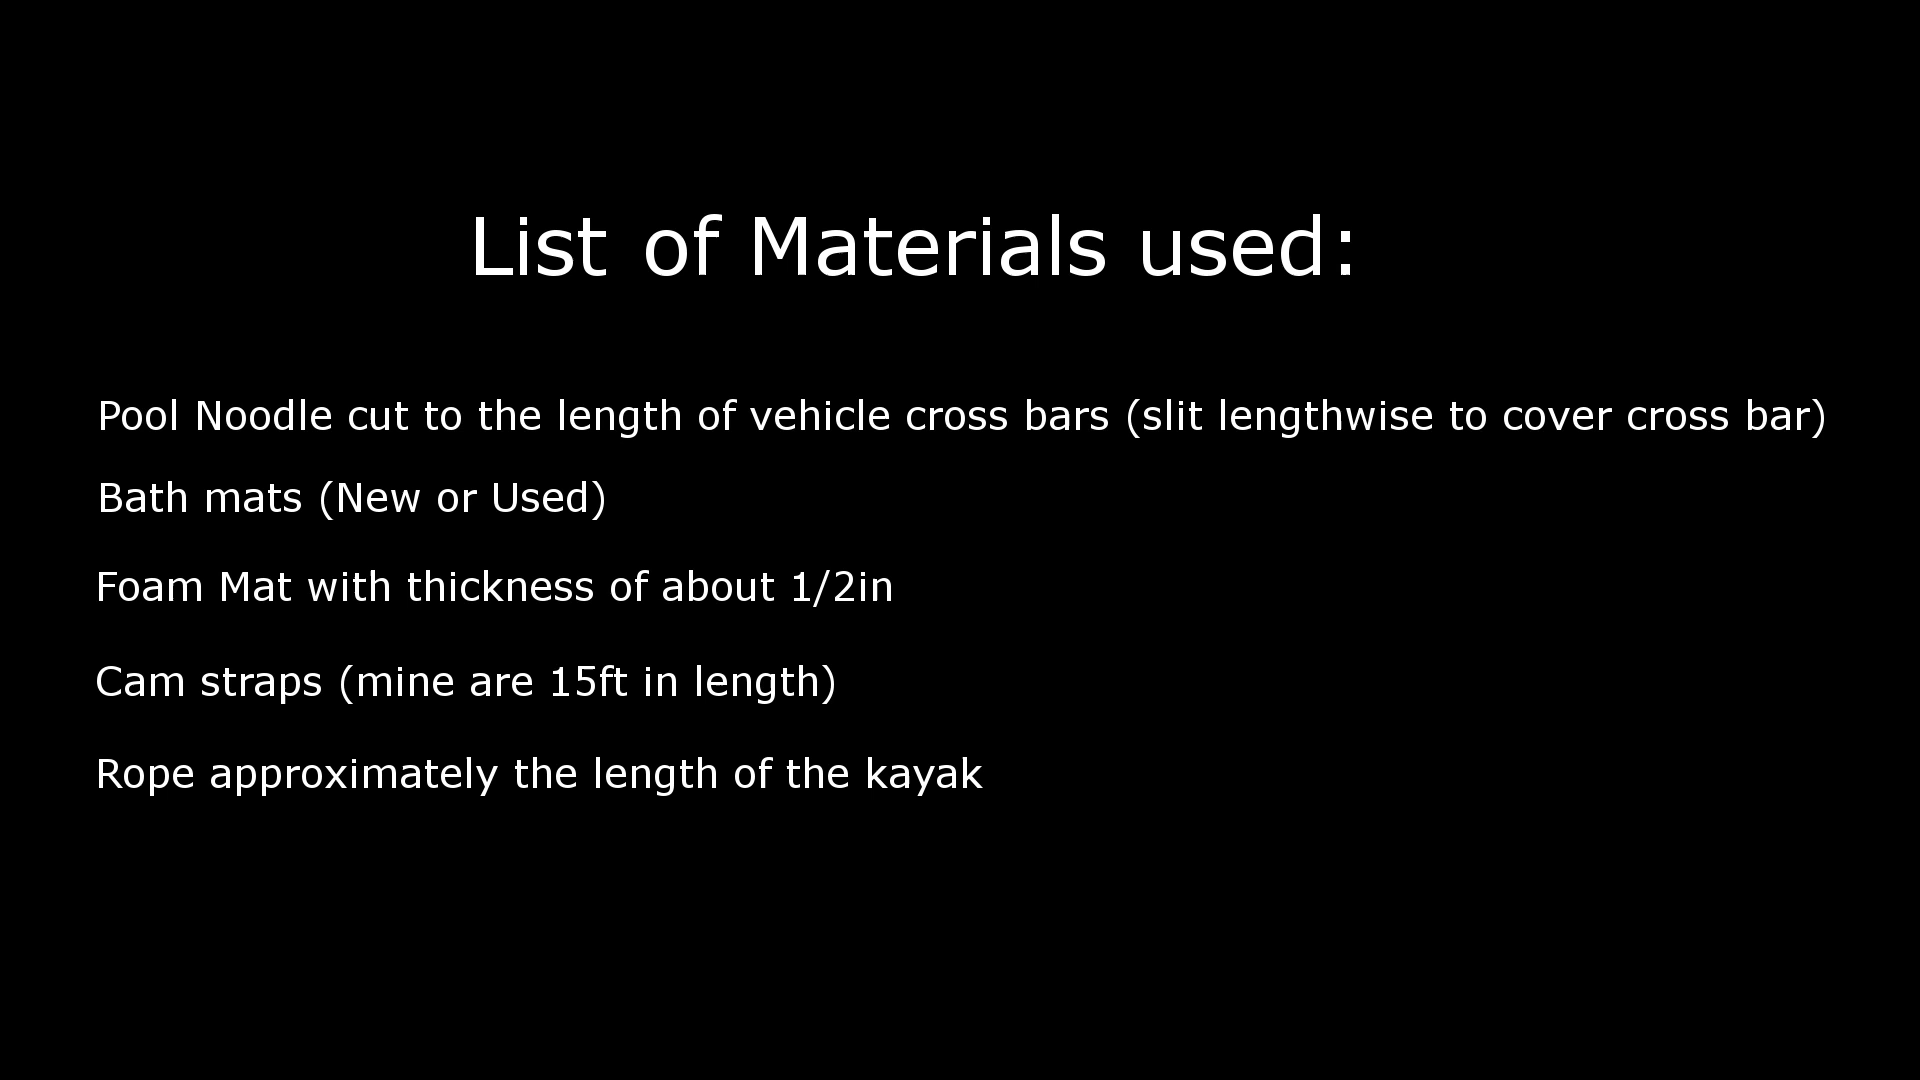 List of Materials used:
Pool Noodle cut to the length of vehicle cross bars (slit lengthwise to cover cross bar)
Bath mats (New or Used)
Foam Mat with thickness of about 1/2in
Cam straps (mine are 15ft in length)
Rope approximately the length of the kayak